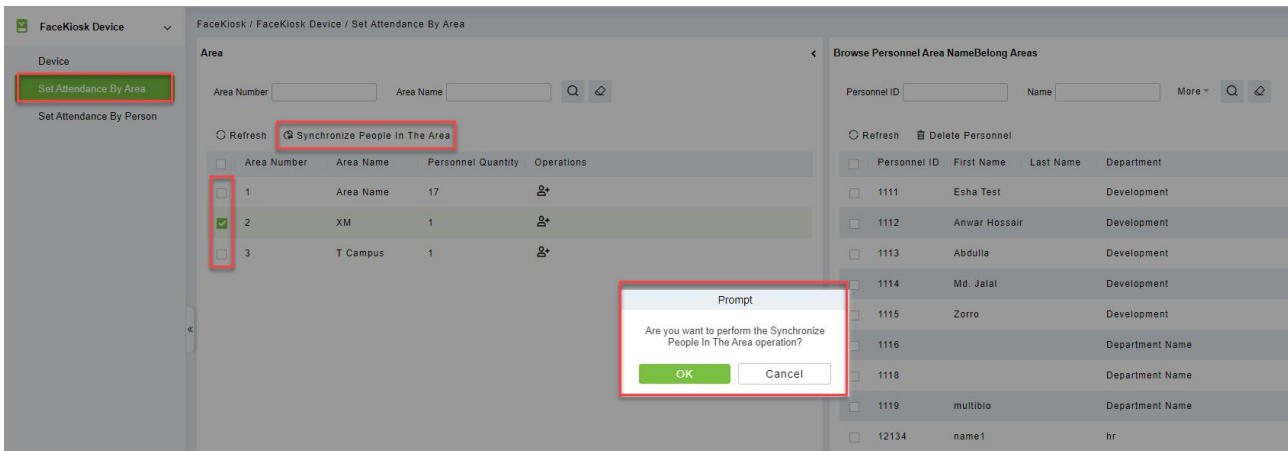 FaceKiosk Device
Device
Set Attendance By Area
Set Attendance By Person
FaceKiosk / FaceKiosk Device / Set Attendance By Area
Area
Area Number Area Name
Refresh Synchronize People In The Area
Area Number Area Name Personnel Quantity Operations
1 Area Name 17
2 XM 1
3 T Campus 1
Browse Personnel Area NameBelong Areas
Personnel ID Name More
Refresh Delete Personnel
Personnel ID First Name Last Name Department
1111 Esha Test Development
1112 Anwar Hossair Development
1113 Abdulla Development
1114 Md. Jalal Development
1115 Zorro Development
1116 Department Name
1118 Department Name
1119 multibio Department Name
12134 name1 hr
Prompt
Are you want to perform the Synchronize
People In The Area operation?
OK Cancel